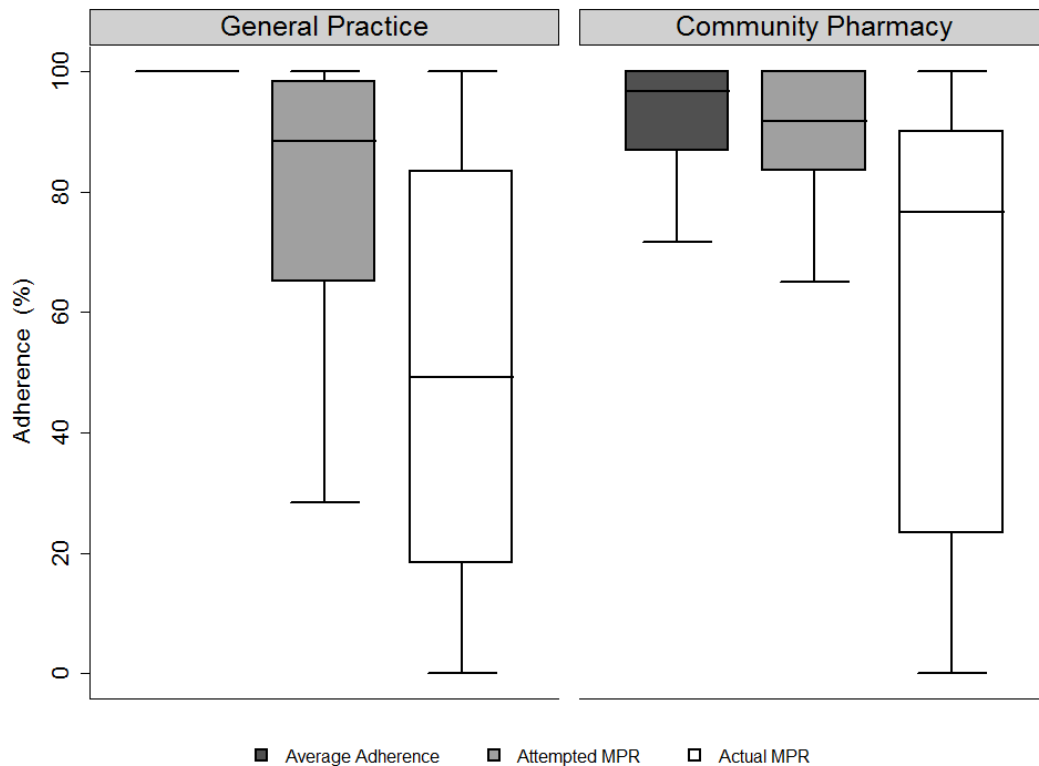 General Practice
Community Pharmacy
100
80
60
40
20
0
Adherence (%)
Average Adherence
Attempted MPR
Actual MPR